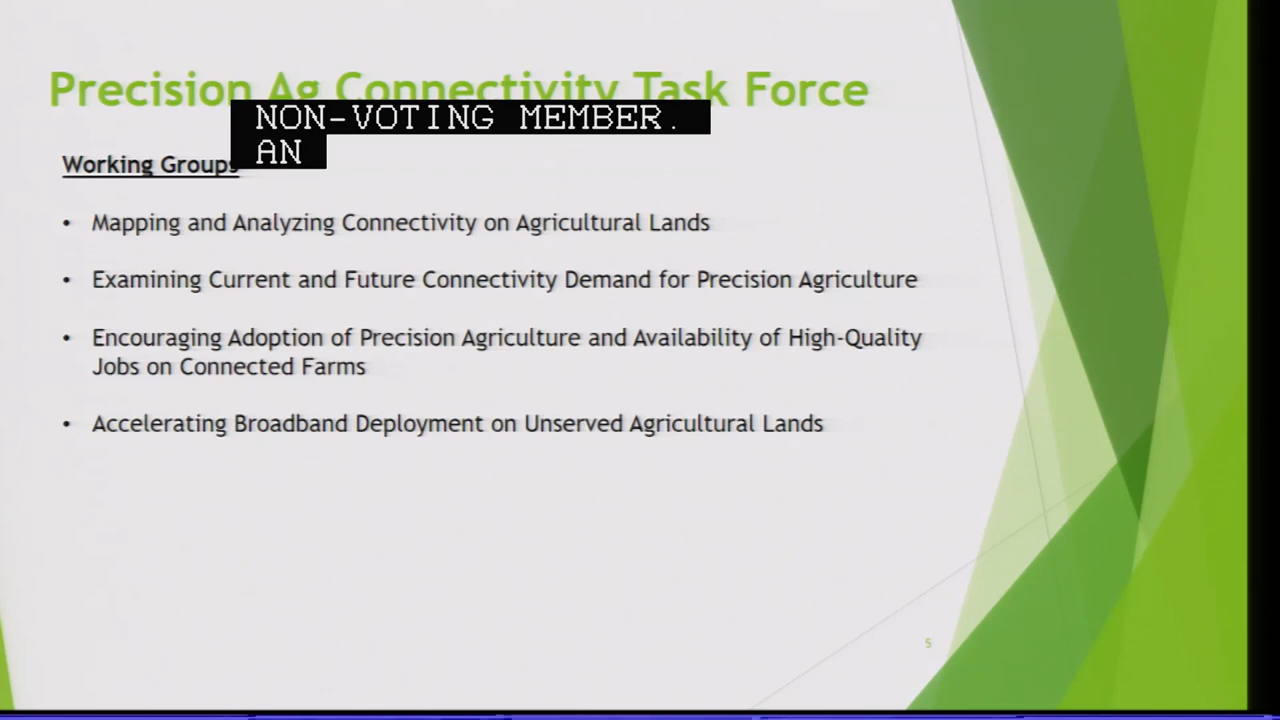 Precision Ag Connectivity Task Force
NON-VOTING MEMBER.
AN
Working Groups
• Mapping and Analyzing Connectivity on Agricultural Lands
• Examining Current and Future Connectivity Demand for Precision Agriculture
• Encouraging Adoption of Precision Agriculture and Availability of High-Quality
Jobs on Connected Farms
• Accelerating Broadband Deployment on Unserved Agricultural Lands
5